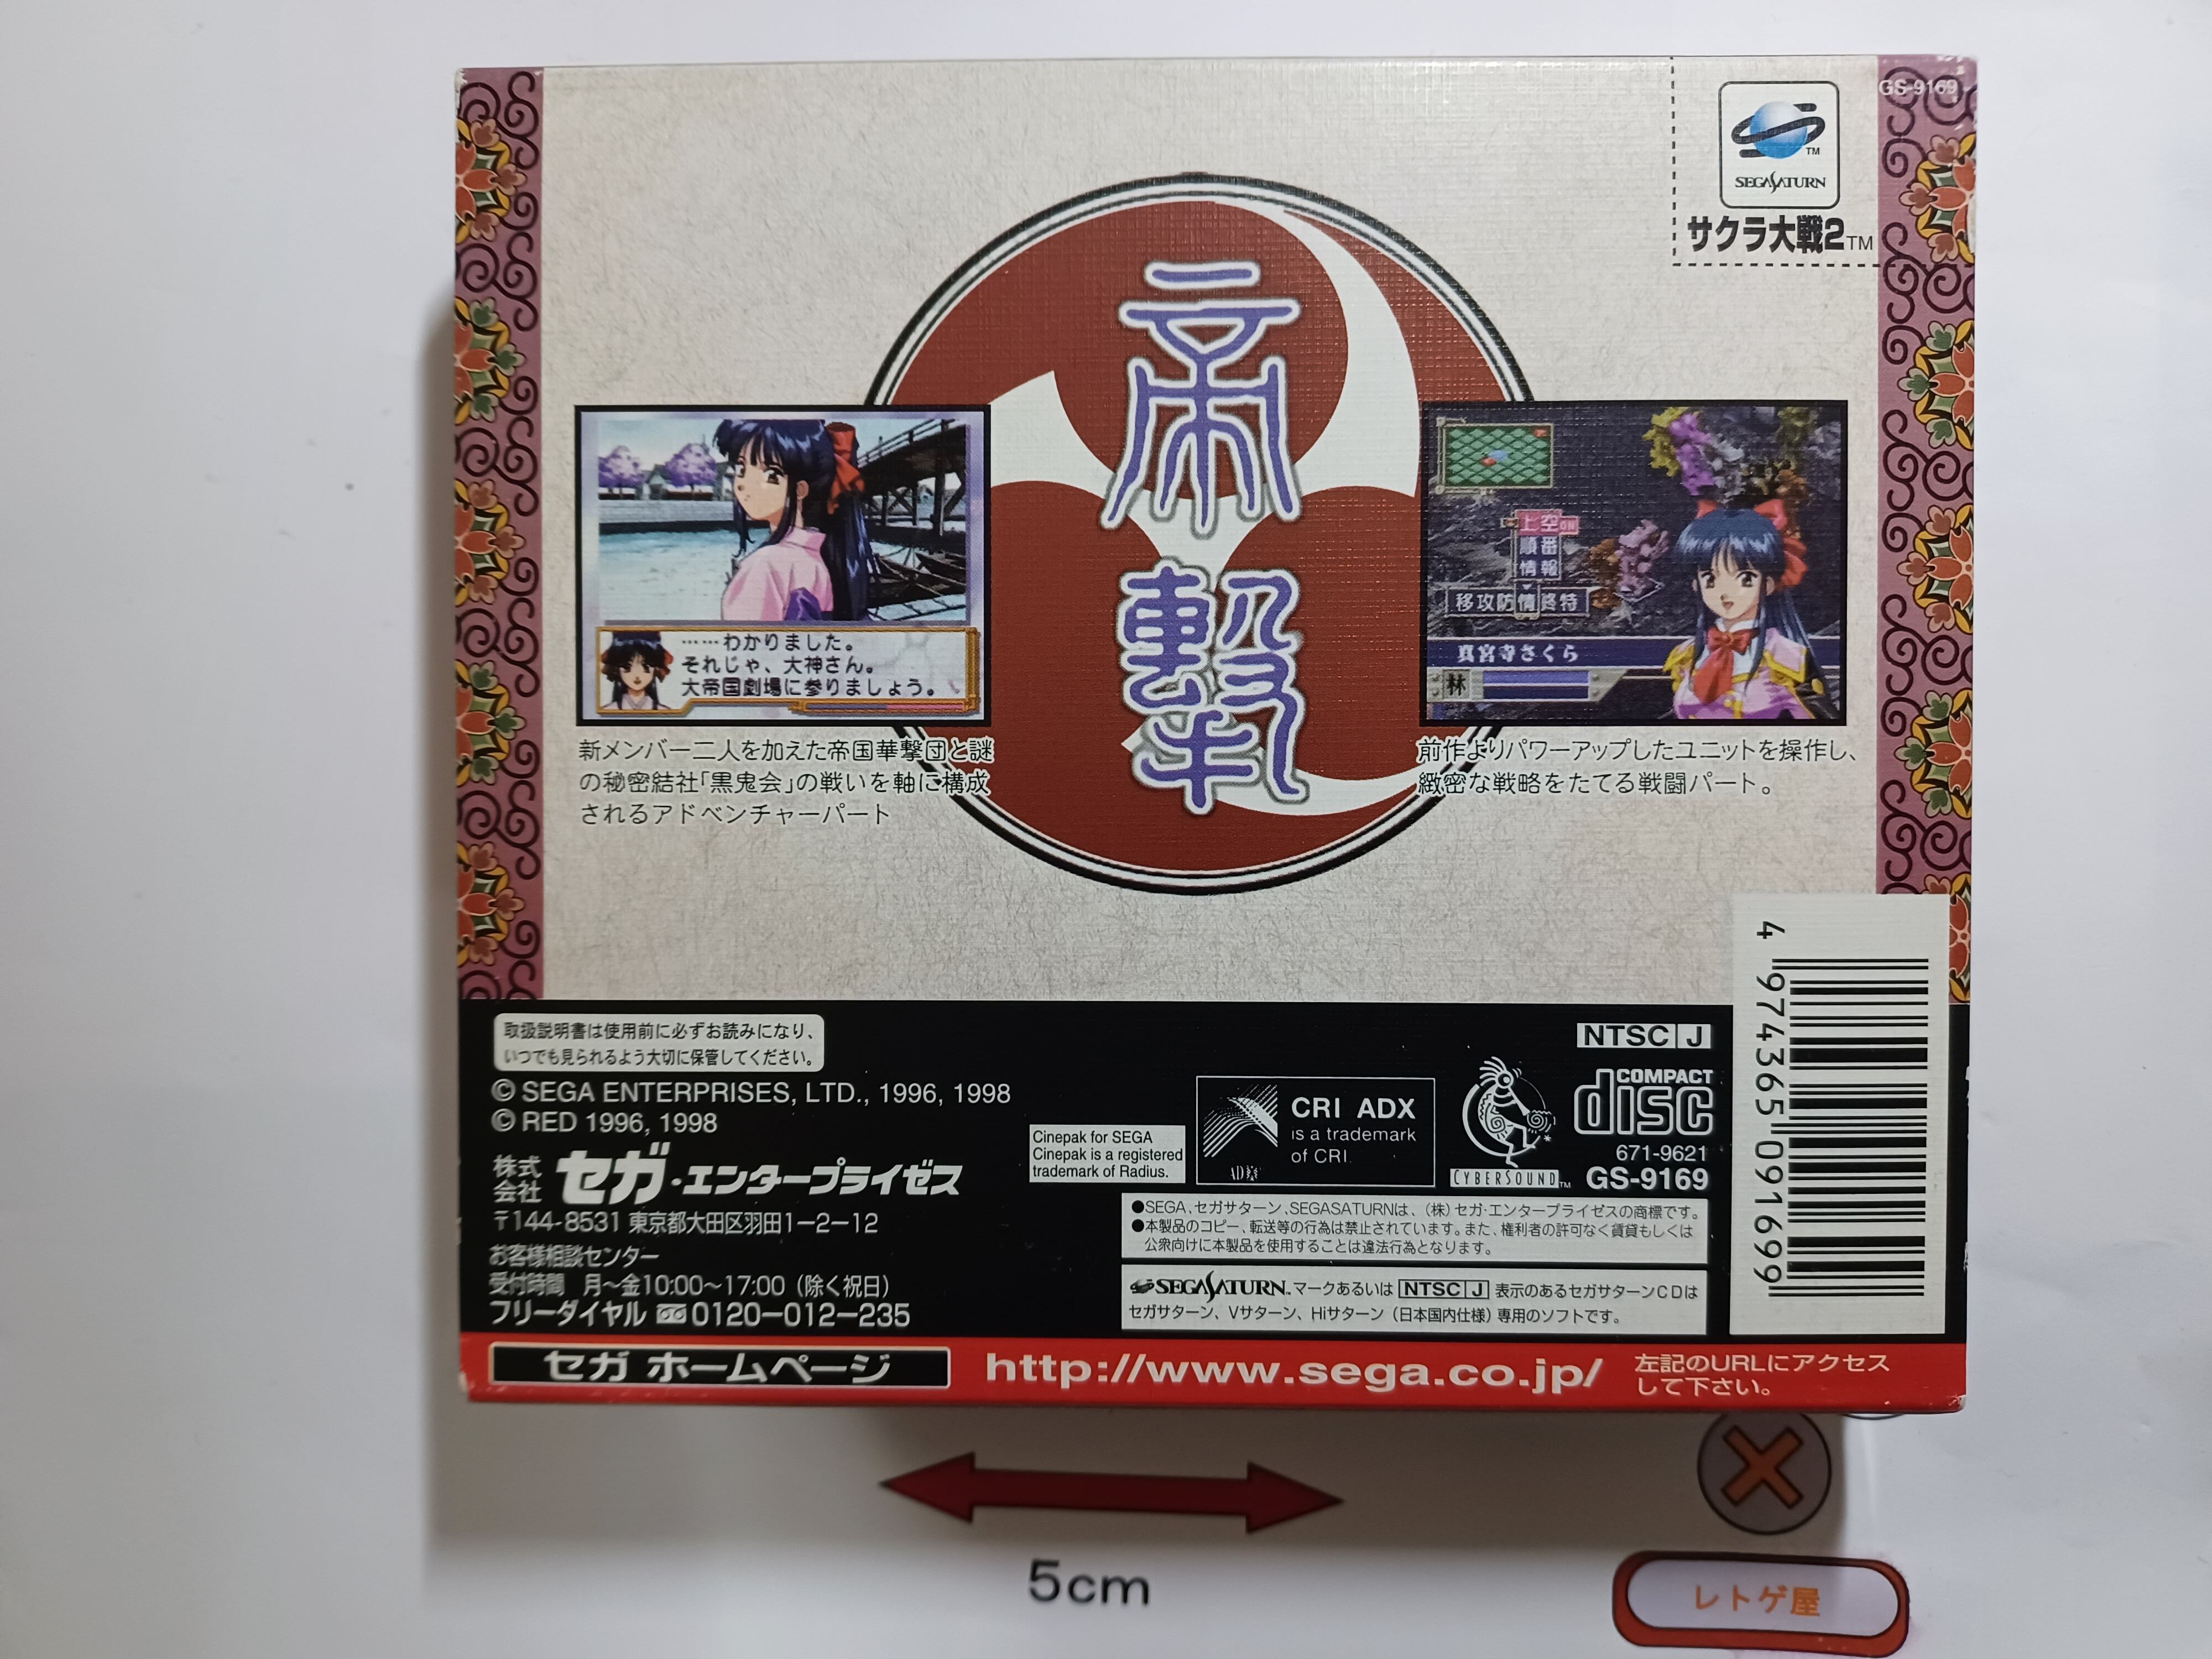 GS-9169
TM
SEGA SATURN
サクラ大戦2TM
帝
撃
……わかりました。
それじゃ、大神さん。
大帝国劇場に参りましょう。
新メンバー二人を加えた帝国華撃団と謎
の秘密結社「黒鬼会」の戦いを軸に構成
されるアドベンチャーパート
上空ON
順番
情報
移攻防情必特
真宮寺さくら
林
前作よりパワーアップしたユニットを操作し、
緻密な戦略をたてる戦闘パート。
取扱説明書は使用前に必ずお読みになり、
いつでも見られるよう大切に保管してください。
© SEGA ENTERPRISES, LTD., 1996, 1998
© RED 1996, 1998
株式会社 セガ・エンタープライゼス
〒144-8531 東京都大田区羽田1-2-12
お客様相談センター
受付時間 月〜金10:00〜17:00（除く祝日）
フリーダイヤル 0120-012-235
Cinepak for SEGA
Cinepak is a registered
trademark of Radius.
CRI ADX
is a trademark
of CRI.
ADX
CYBERSOUND TM
NTSC J
COMPACT
disc
671-9621
GS-9169
●SEGA、セガサターン、SEGASATURNは、（株）セガ・エンタープライゼスの商標です。
●本製品のコピー、転送等の行為は禁止されています。また、権利者の許可なく賃貸もしくは
公衆向けに本製品を使用することは違法行為となります。
SEGA SATURN. マークあるいは NTSC J 表示のあるセガサターンCDは
セガサターン、Vサターン、Hiサターン（日本国内仕様）専用のソフトです。
4 974365 091699
セガ ホームページ
http://www.sega.co.jp/
左記のURLにアクセス
して下さい。
5cm
レトゲ屋